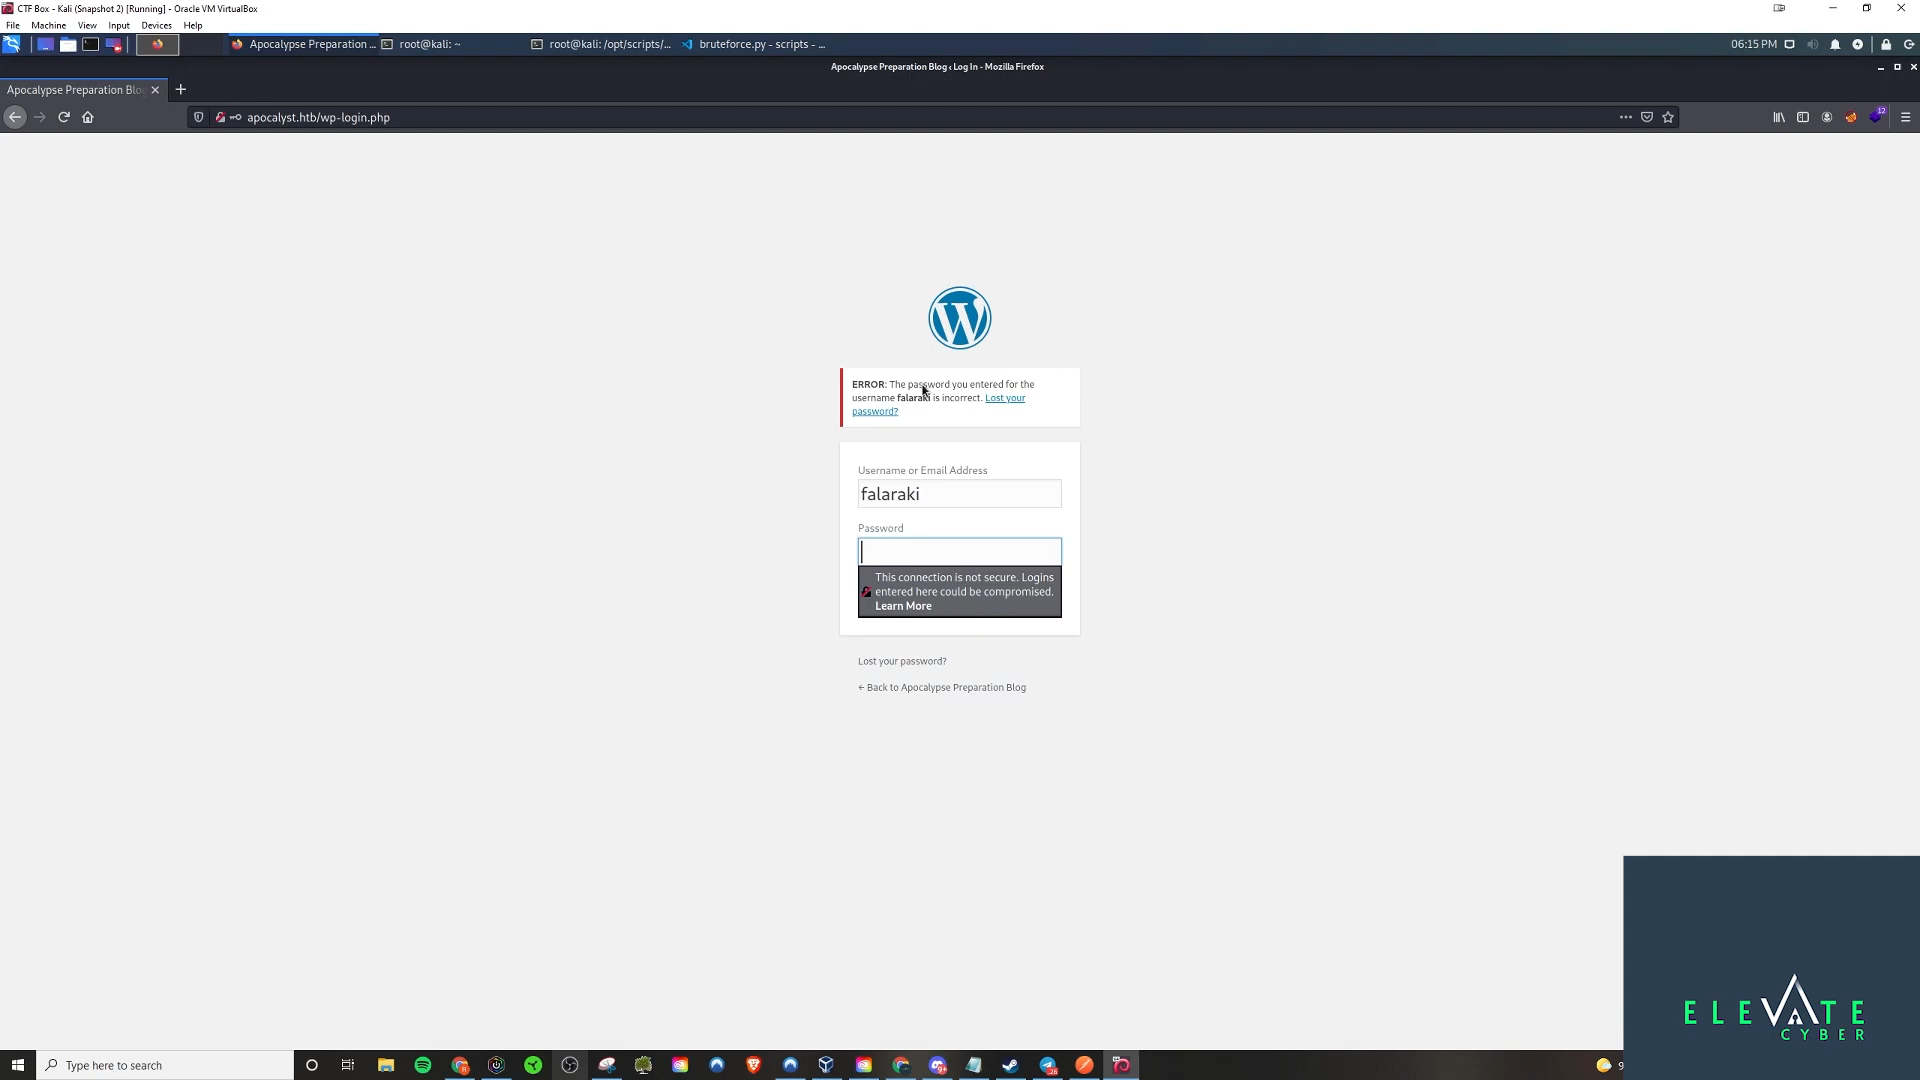 CTF Box - Kali (Snapshot 2) [Running] - Oracle VM VirtualBox
File Machine View Input Devices Help
Apocalypse Preparation ... root@kali: ~ root@kali: /opt/scripts/... bruteforce.py - scripts - ... 06:15 PM
Apocalypse Preparation Blog ‹ Log In - Mozilla Firefox
Apocalypse Preparation Blog
apocalyst.htb/wp-login.php
12
ERROR: The password you entered for the
username falaraki is incorrect. Lost your
password?
Username or Email Address
falaraki
Password
This connection is not secure. Logins
entered here could be compromised.
Learn More
Lost your password?
← Back to Apocalypse Preparation Blog
ELEVATE
CYBER
Type here to search